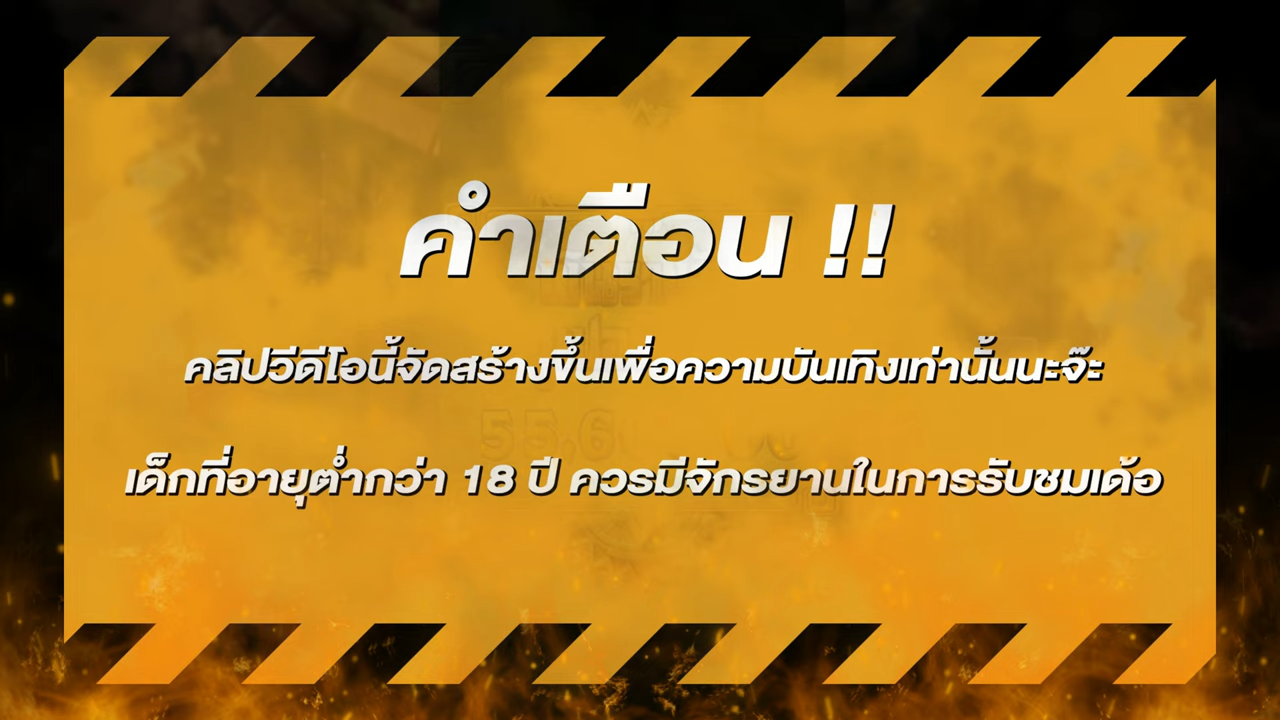 คำเตือน !!
คลิปวีดีโอนี้จัดสร้างขึ้นเพื่อความบันเทิงเท่านั้นนะจ๊ะ
เด็กที่อายุต่ำกว่า 18 ปี ควรมีจักรยานในการรับชมเด้อ